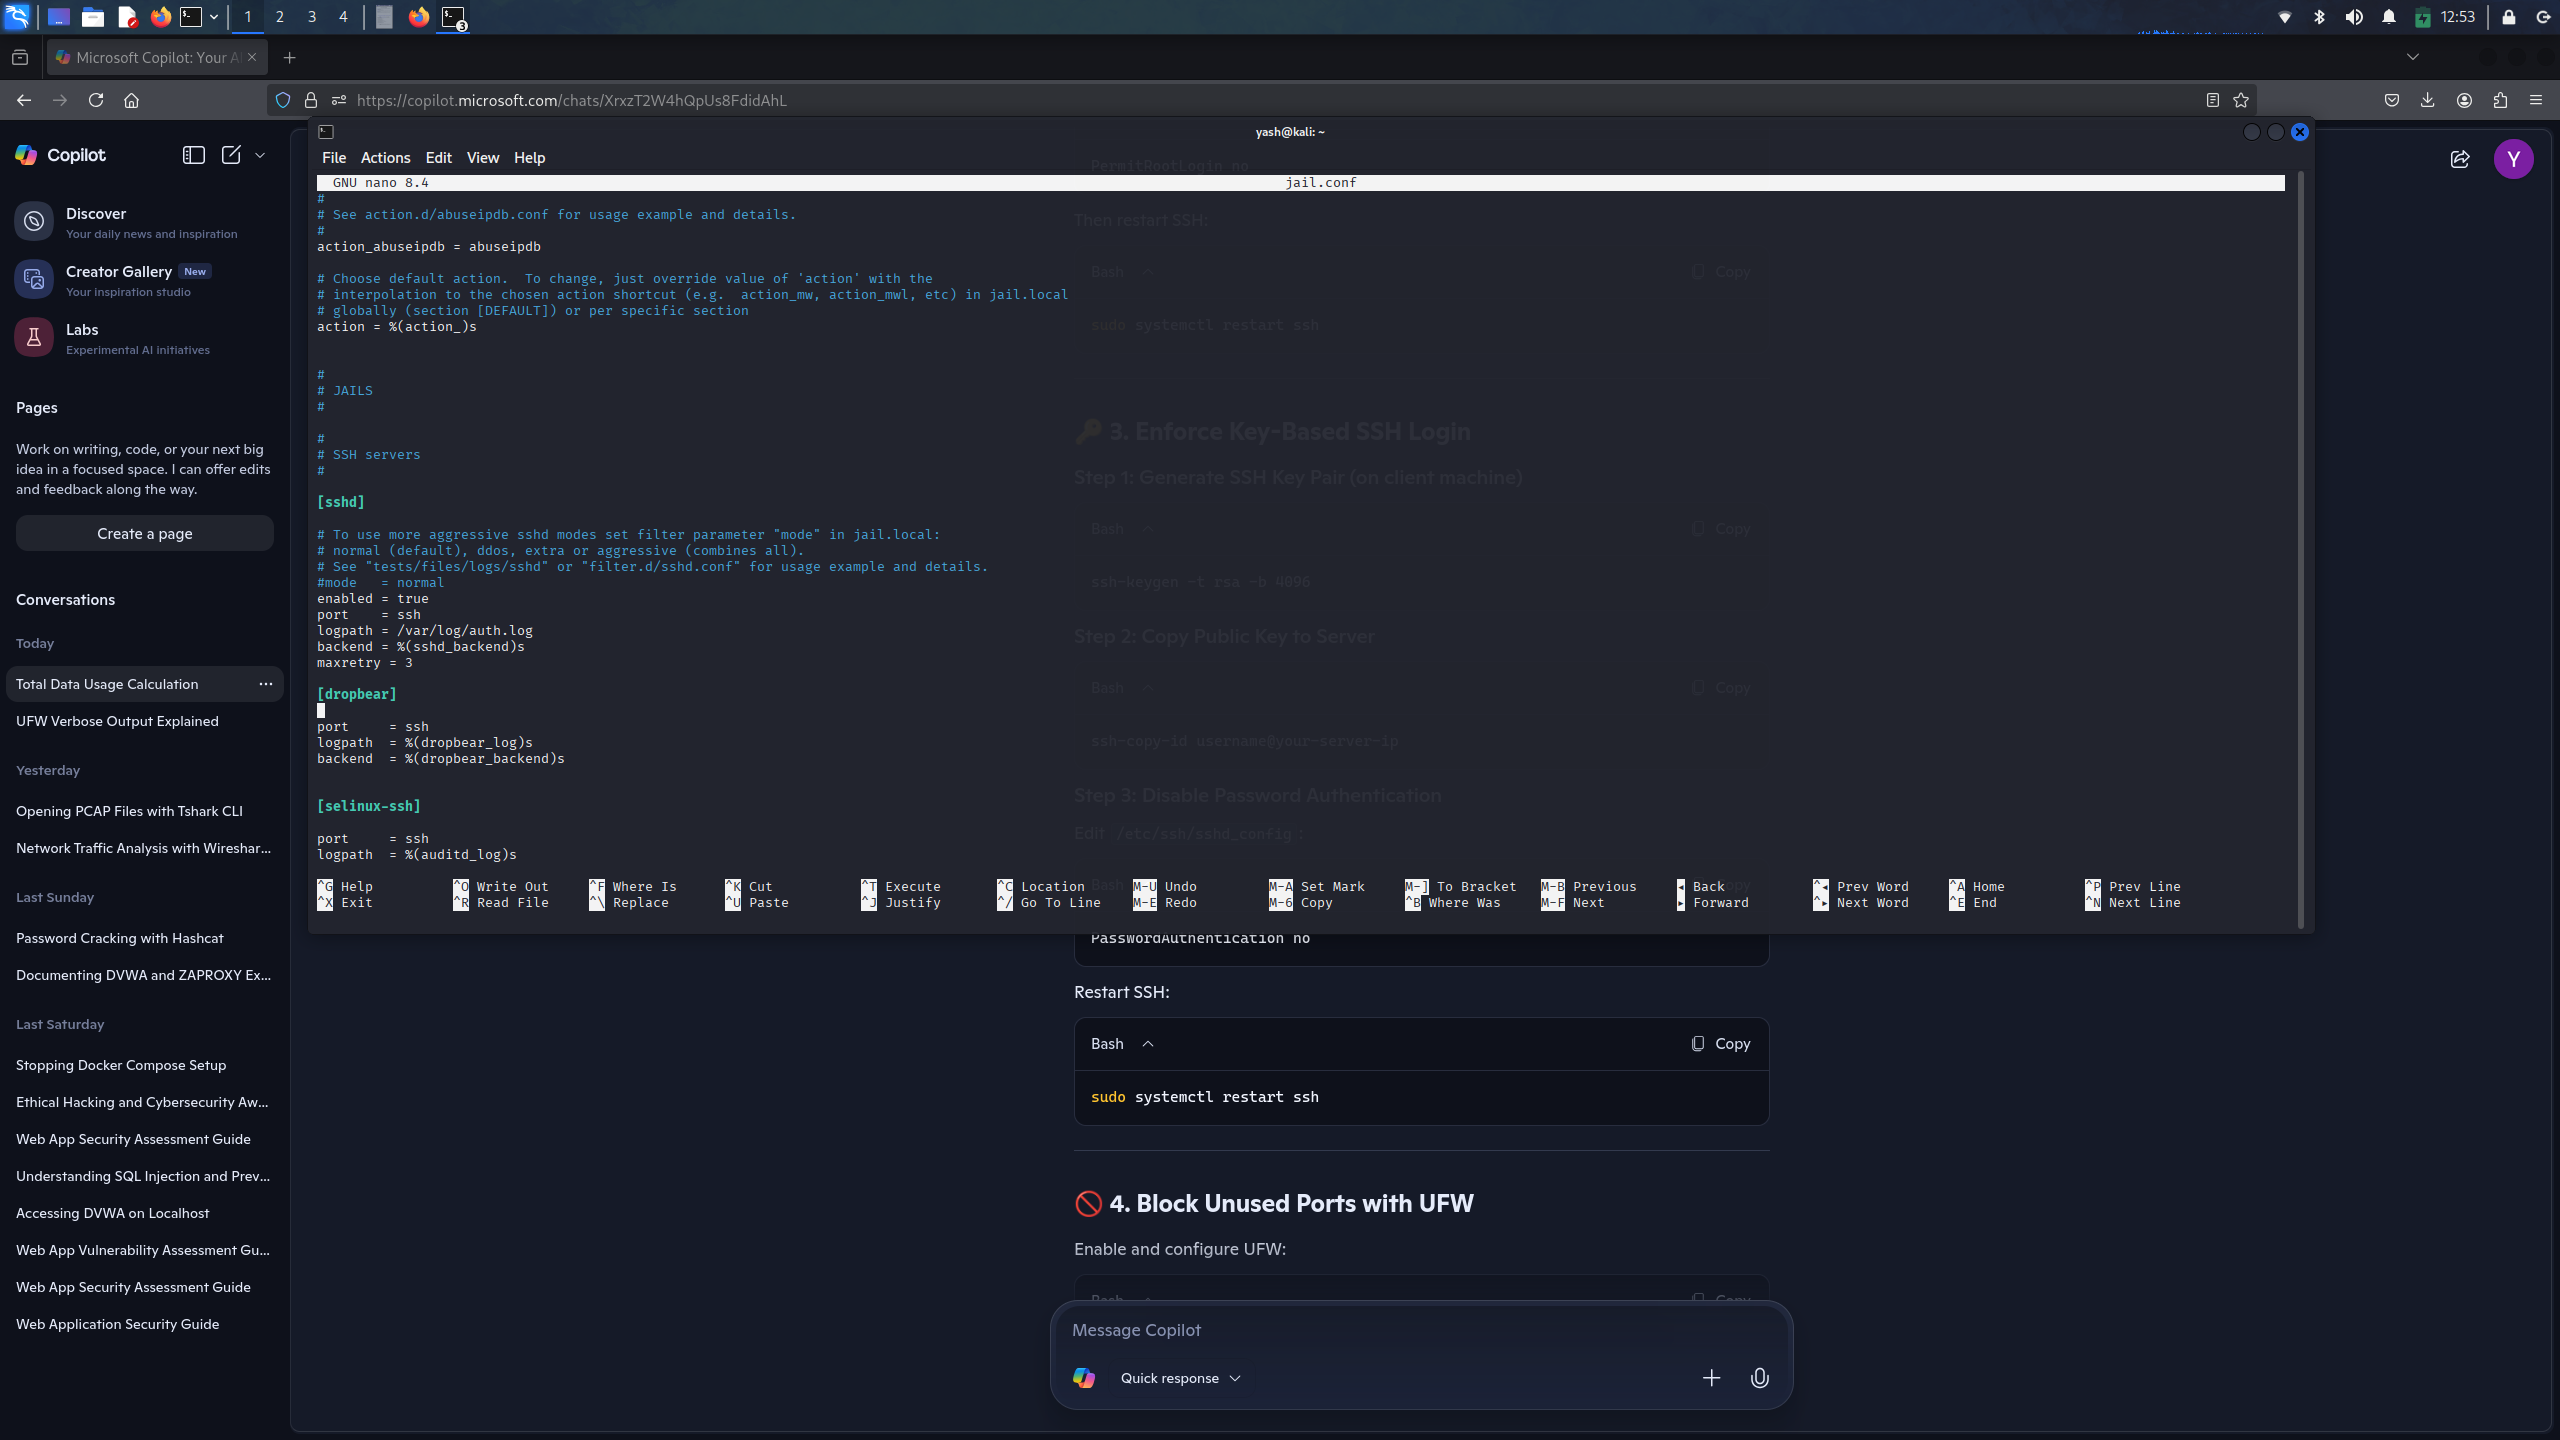 1 2 3 4
3
12:53
Microsoft Copilot: Your A
https://copilot.microsoft.com/chats/XrxzT2W4hQpUs8FdidAhL
Copilot
Discover
Your daily news and inspiration
Creator Gallery New
Your inspiration studio
Labs
Experimental AI initiatives
Pages
Work on writing, code, or your next big
idea in a focused space. I can offer edits
and feedback along the way.
Create a page
Conversations
Today
Total Data Usage Calculation
UFW Verbose Output Explained
Yesterday
Opening PCAP Files with Tshark CLI
Network Traffic Analysis with Wireshar...
Last Sunday
Password Cracking with Hashcat
Documenting DVWA and ZAPROXY Ex...
Last Saturday
Stopping Docker Compose Setup
Ethical Hacking and Cybersecurity Aw...
Web App Security Assessment Guide
Understanding SQL Injection and Prev...
Accessing DVWA on Localhost
Web App Vulnerability Assessment Gu...
Web App Security Assessment Guide
Web Application Security Guide
yash@kali: ~
File Actions Edit View Help
GNU nano 8.4 jail.conf
#
# See action.d/abuseipdb.conf for usage example and details.
#
action_abuseipdb = abuseipdb
# Choose default action.  To change, just override value of 'action' with the
# interpolation to the chosen action shortcut (e.g.  action_mw, action_mwl, etc) in jail.local
# globally (section [DEFAULT]) or per specific section
action = %(action_)s
#
# JAILS
#
#
# SSH servers
#
[sshd]
# To use more aggressive sshd modes set filter parameter "mode" in jail.local:
# normal (default), ddos, extra or aggressive (combines all).
# See "tests/files/logs/sshd" or "filter.d/sshd.conf" for usage example and details.
#mode   = normal
enabled = true
port    = ssh
logpath = /var/log/auth.log
backend = %(sshd_backend)s
maxretry = 3
[dropbear]
port     = ssh
logpath  = %(dropbear_log)s
backend  = %(dropbear_backend)s
[selinux-ssh]
port     = ssh
logpath  = %(auditd_log)s
^G Help ^O Write Out ^F Where Is ^K Cut ^T Execute ^C Location M-U Undo M-A Set Mark M-] To Bracket M-B Previous ◂ Back ^◂ Prev Word ^A Home ^P Prev Line
^X Exit ^R Read File ^\ Replace ^U Paste ^J Justify ^/ Go To Line M-E Redo M-6 Copy ^B Where Was M-F Next ▸ Forward ^▸ Next Word ^E End ^N Next Line
PermitRootLogin no
Then restart SSH:
Bash Copy
sudo systemctl restart ssh
3. Enforce Key-Based SSH Login
Step 1: Generate SSH Key Pair (on client machine)
Bash Copy
ssh-keygen -t rsa -b 4096
Step 2: Copy Public Key to Server
Bash Copy
ssh-copy-id username@your-server-ip
Step 3: Disable Password Authentication
Edit /etc/ssh/sshd_config :
Bash Copy
PasswordAuthentication no
Restart SSH:
Bash Copy
sudo systemctl restart ssh
4. Block Unused Ports with UFW
Enable and configure UFW:
Bash Copy
Message Copilot
Quick response
Y